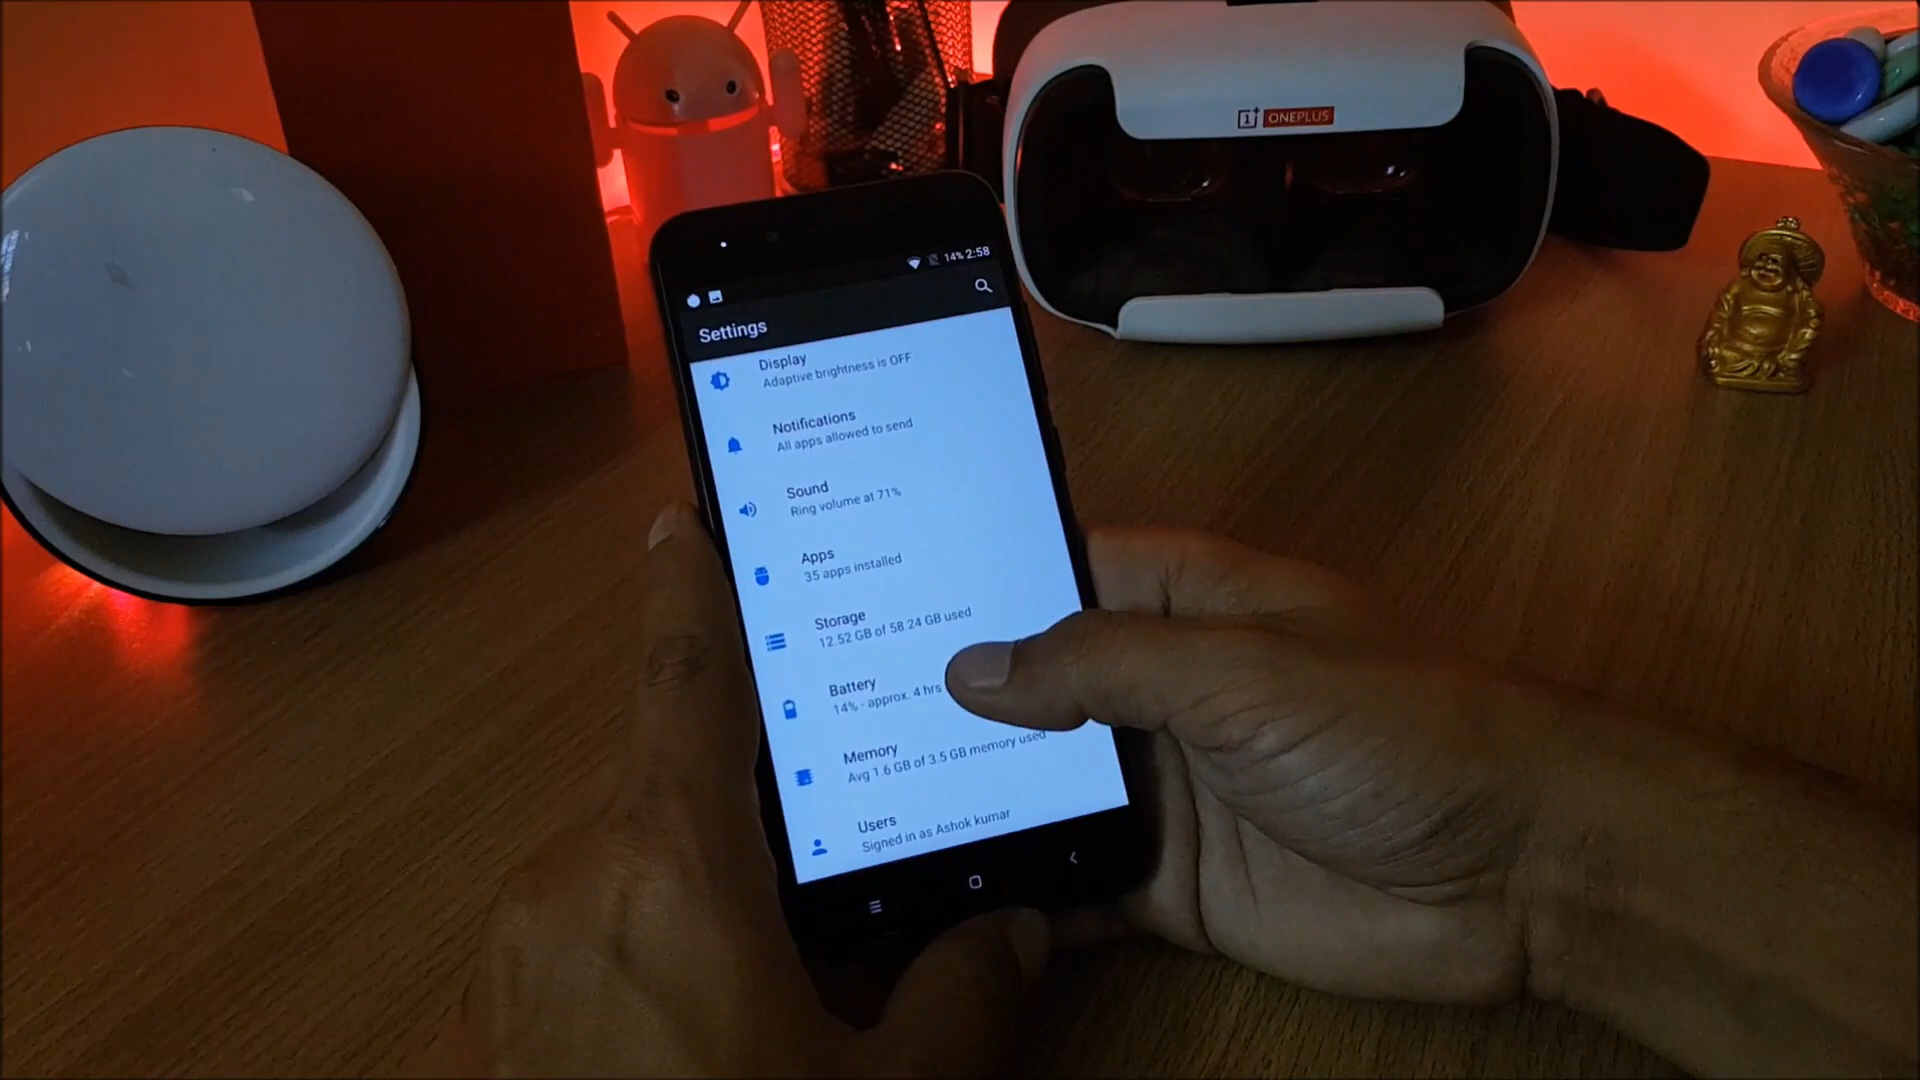 ONEPLUS
14% 2:58
Settings
Display
Adaptive brightness is OFF
Notifications
All apps allowed to send
Sound
Ring volume at 71%
Apps
35 apps installed
Storage
12.52 GB of 58.24 GB used
Battery
14% - approx. 4 hrs
Memory
Avg 1.6 GB of 3.5 GB memory used
Users
Signed in as Ashok kumar